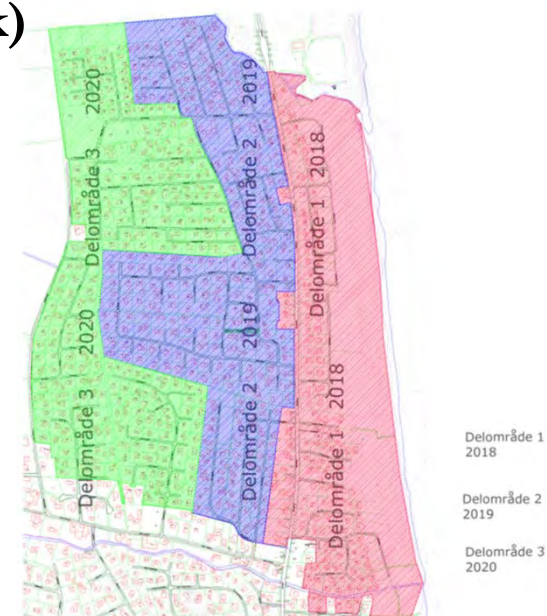 k)
Delområde 3 2020
Delområde 2 2019
Delområde 1 2018
Delområde 3 2020
Delområde 2 2019
Delområde 1 2018
Delområde 1
2018
Delområde 2
2019
Delområde 3
2020